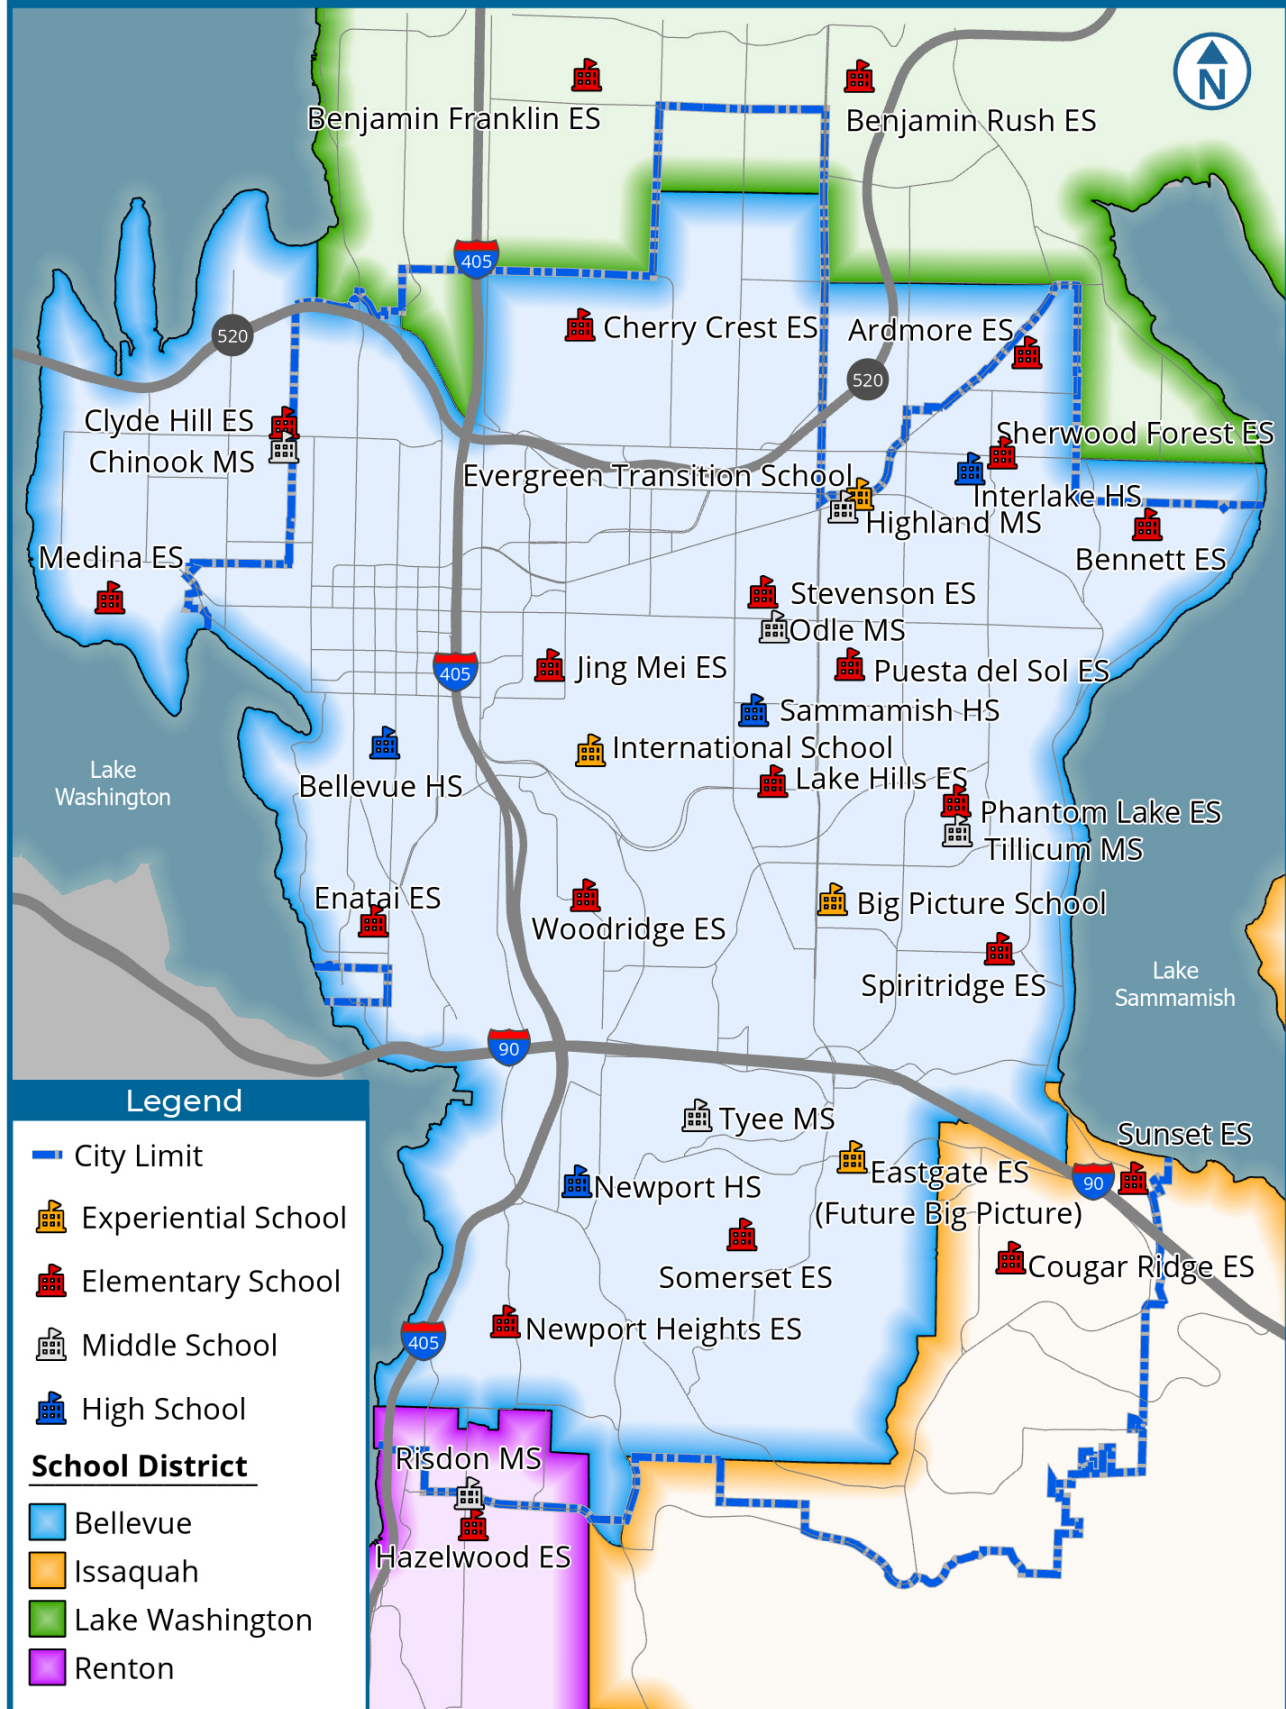 N
Benjamin Franklin ES
Benjamin Rush ES
405
Cherry Crest ES
Ardmore ES
520
520
Clyde Hill ES
Chinook MS
Sherwood Forest ES
Evergreen Transition School
Interlake HS
Highland MS
Bennett ES
Medina ES
Stevenson ES
Odle MS
Jing Mei ES
Puesta del Sol ES
405
Sammamish HS
International School
Lake
Washington
Bellevue HS
Lake Hills ES
Phantom Lake ES
Tillicum MS
Enatai ES
Woodridge ES
Big Picture School
Spiritridge ES
Lake
Sammamish
90
Tyee MS
Sunset ES
Newport HS
Eastgate ES
(Future Big Picture)
90
Somerset ES
Cougar Ridge ES
Newport Heights ES
405
Risdon MS
Hazelwood ES
Legend
City Limit
Experiential School
Elementary School
Middle School
High School
School District
Bellevue
Issaquah
Lake Washington
Renton